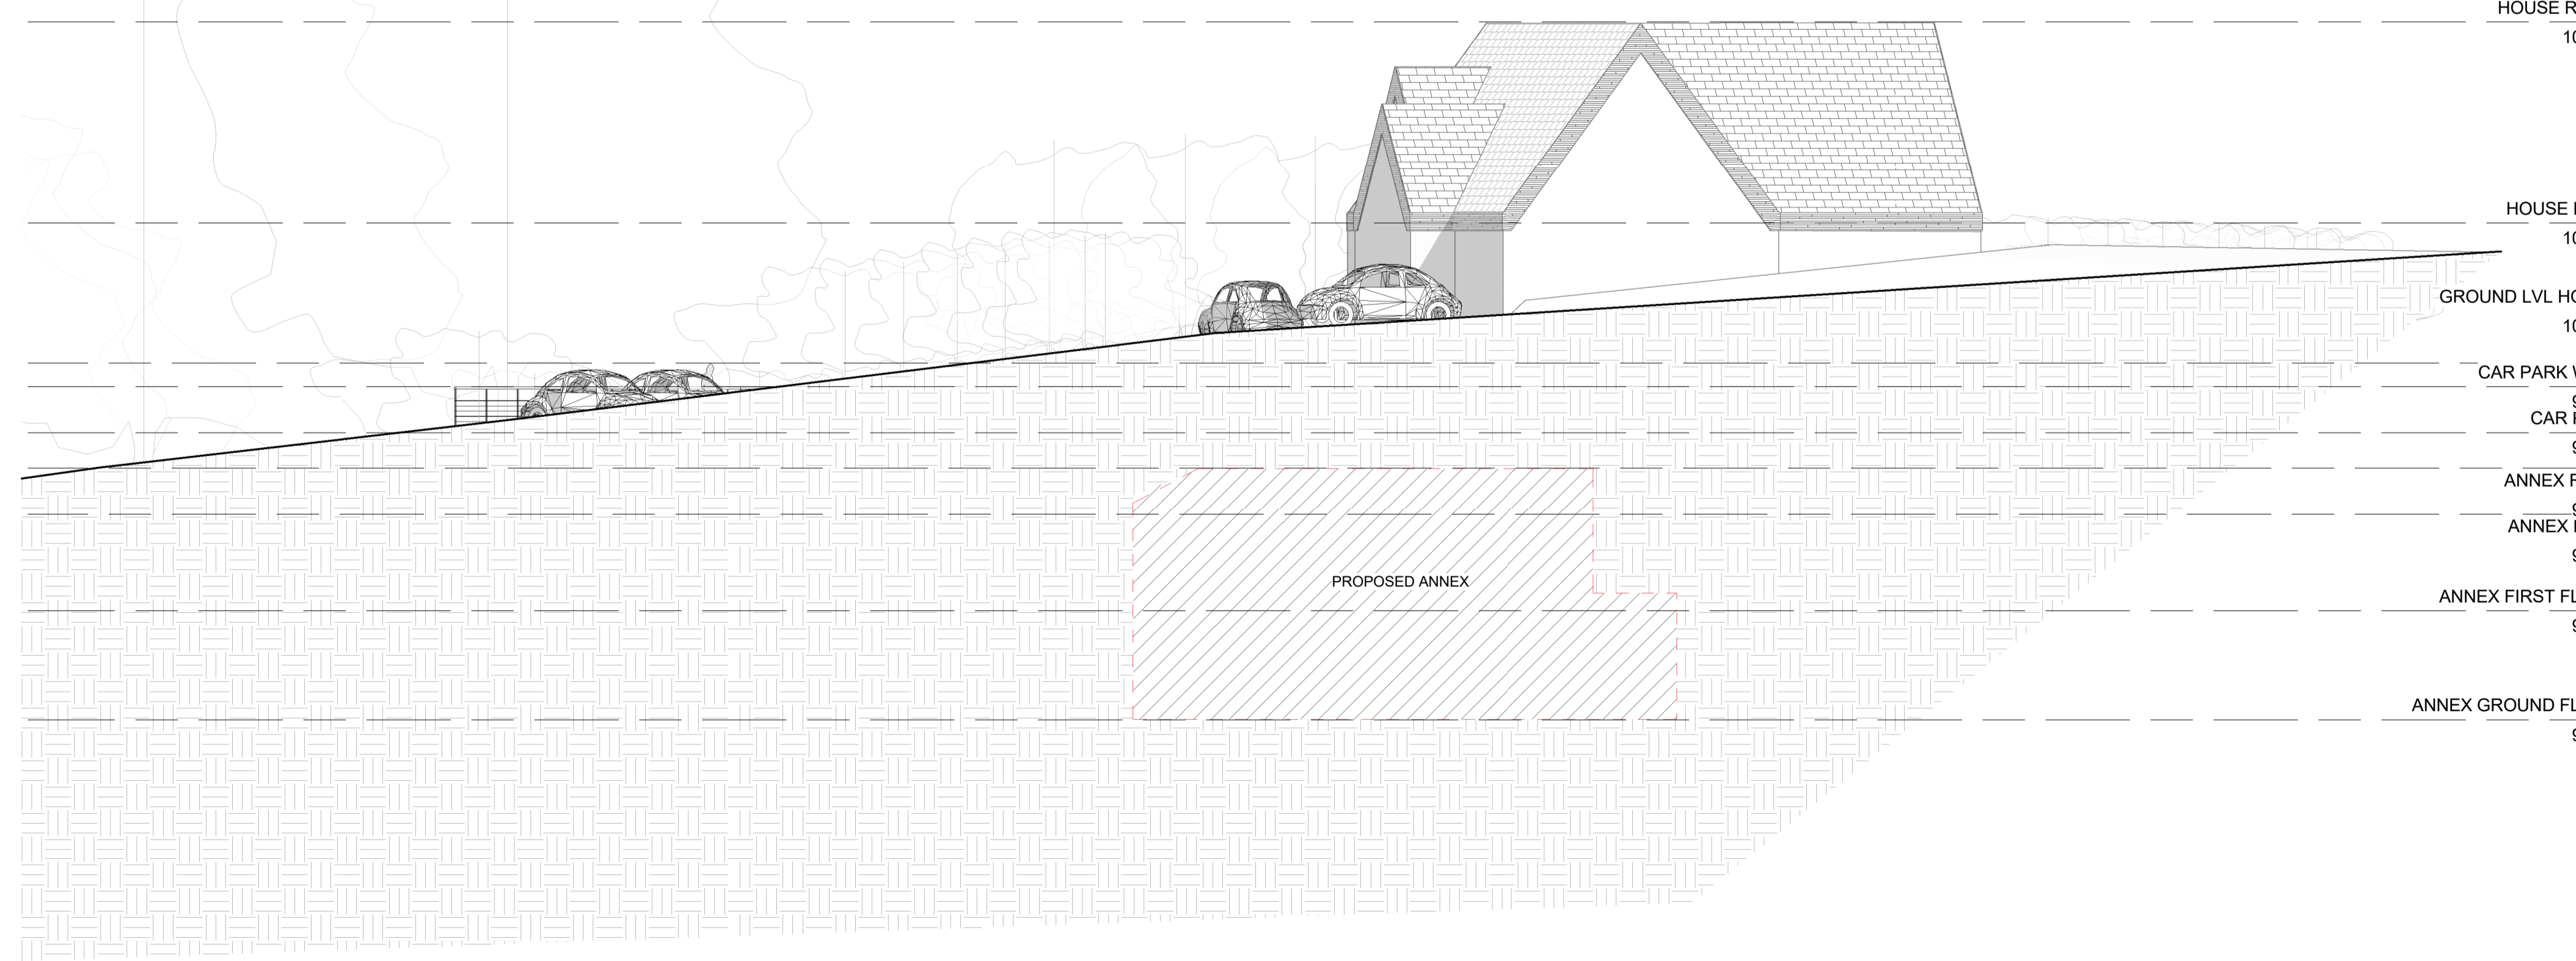 HOUSE R
10
HOUSE
10
GROUND LVL HO
10
CAR PARK
9
CAR
9
ANNEX
9
ANNEX
9
PROPOSED ANNEX
ANNEX FIRST FL
9
ANNEX GROUND FL
9